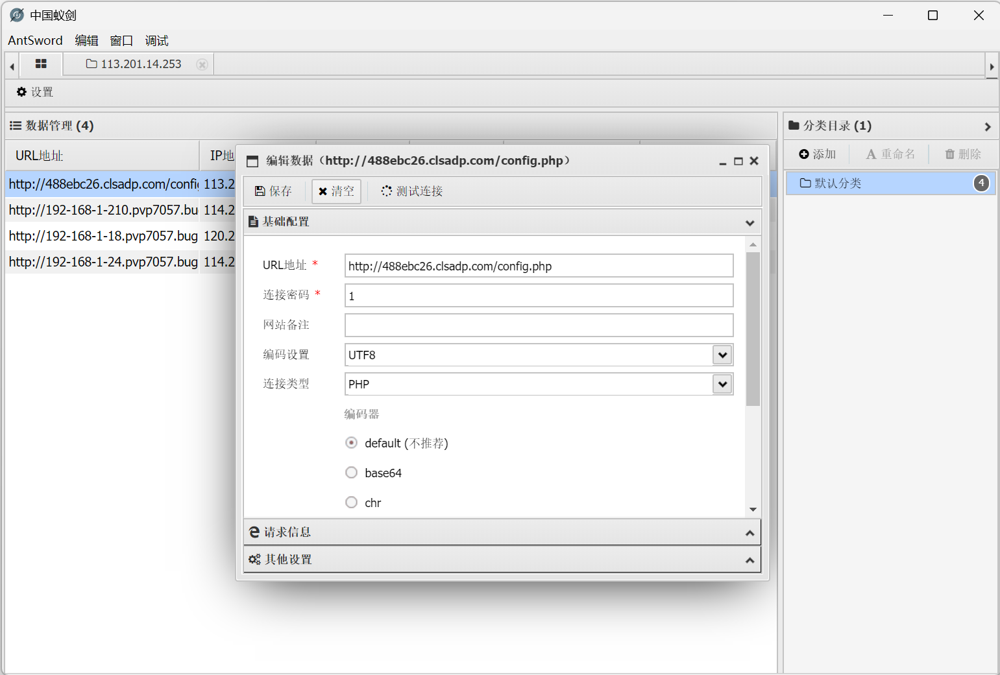 中国蚁剑
AntSword 编辑 窗口 调试
113.201.14.253
设置
数据管理 (4)
分类目录 (1)
URL地址
IP地
添加 重命名 删除
http://488ebc26.clsadp.com/config 113.2
http://192-168-1-210.pvp7057.bu 114.2
http://192-168-1-18.pvp7057.bug 120.2
http://192-168-1-24.pvp7057.bug 114.2
默认分类 4
编辑数据（http://488ebc26.clsadp.com/config.php）
保存 清空 测试连接
基础配置
URL地址 * http://488ebc26.clsadp.com/config.php
连接密码 * 1
网站备注
编码设置 UTF8
连接类型 PHP
编码器
default (不推荐)
base64
chr
请求信息
其他设置